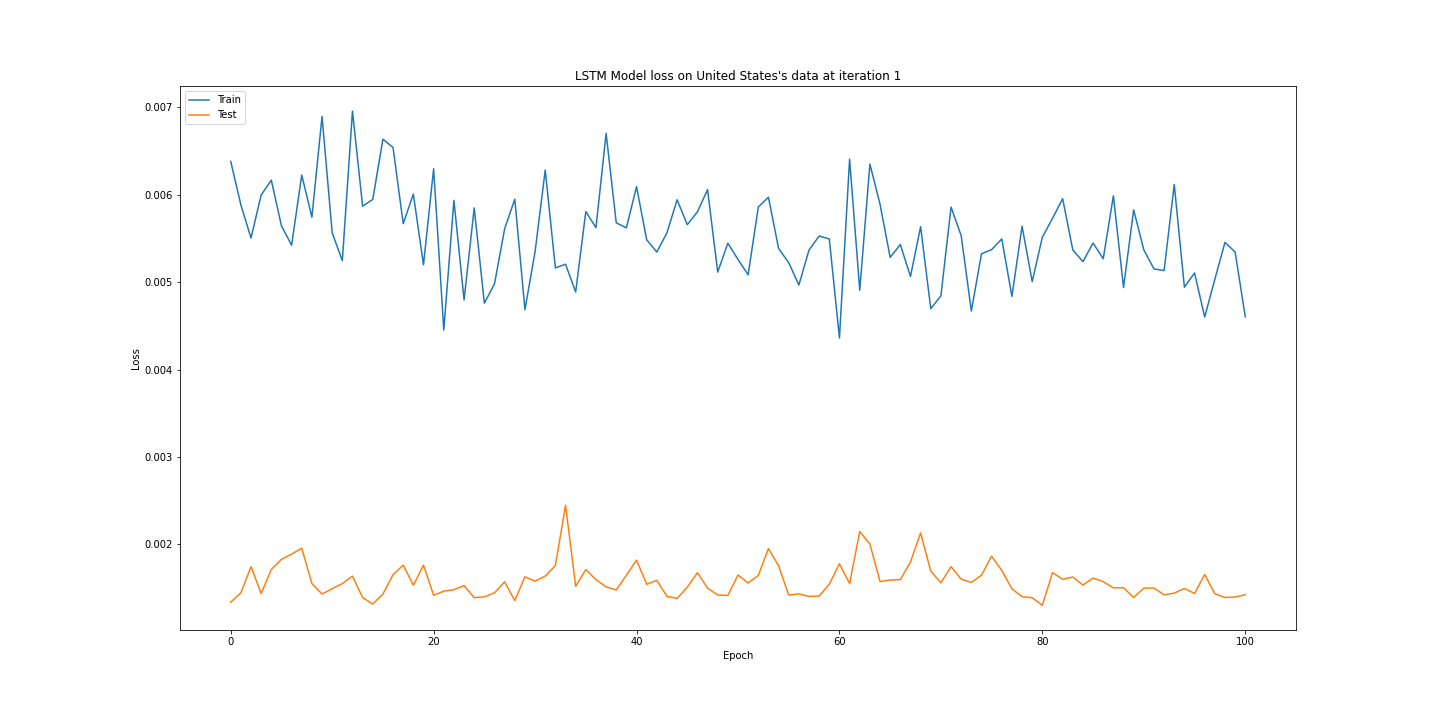 LSTM Model loss on United States's data at iteration 1
Train
Test
0.007
0.006
0.005
0.004
0.003
0.002
Loss
0 20 40 60 80 100
Epoch